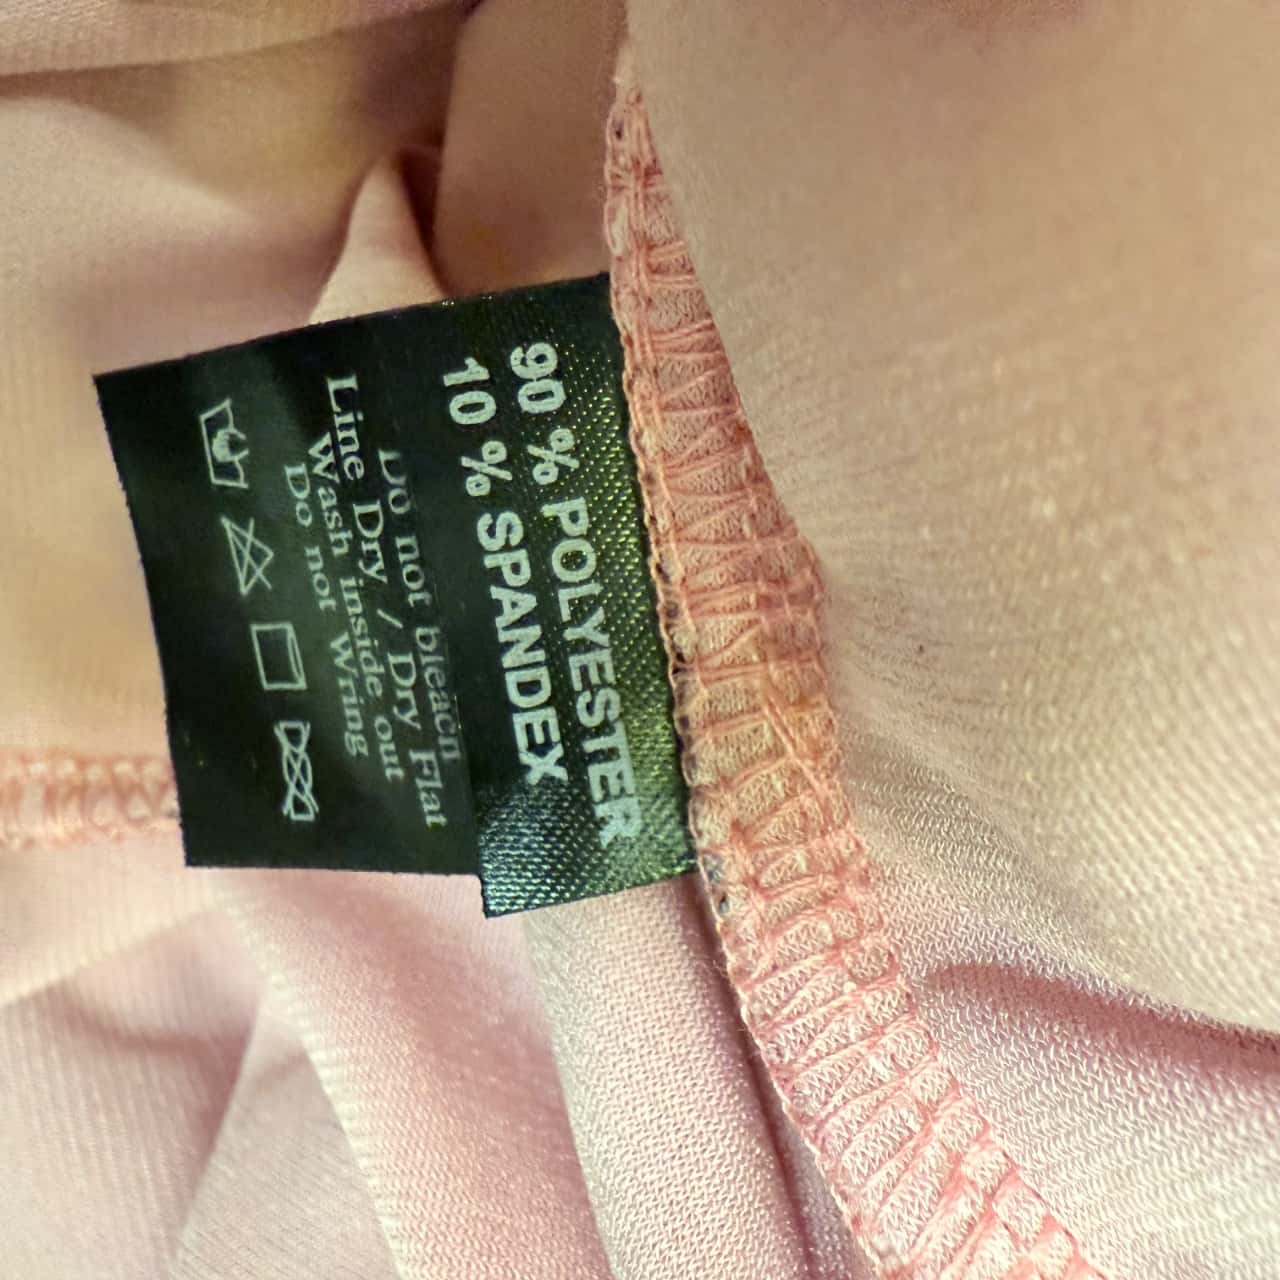 90 % POLYESTER
10 % SPANDEX
Do not bleach
Line Dry / Dry Flat
Wash inside out
Do not Wring